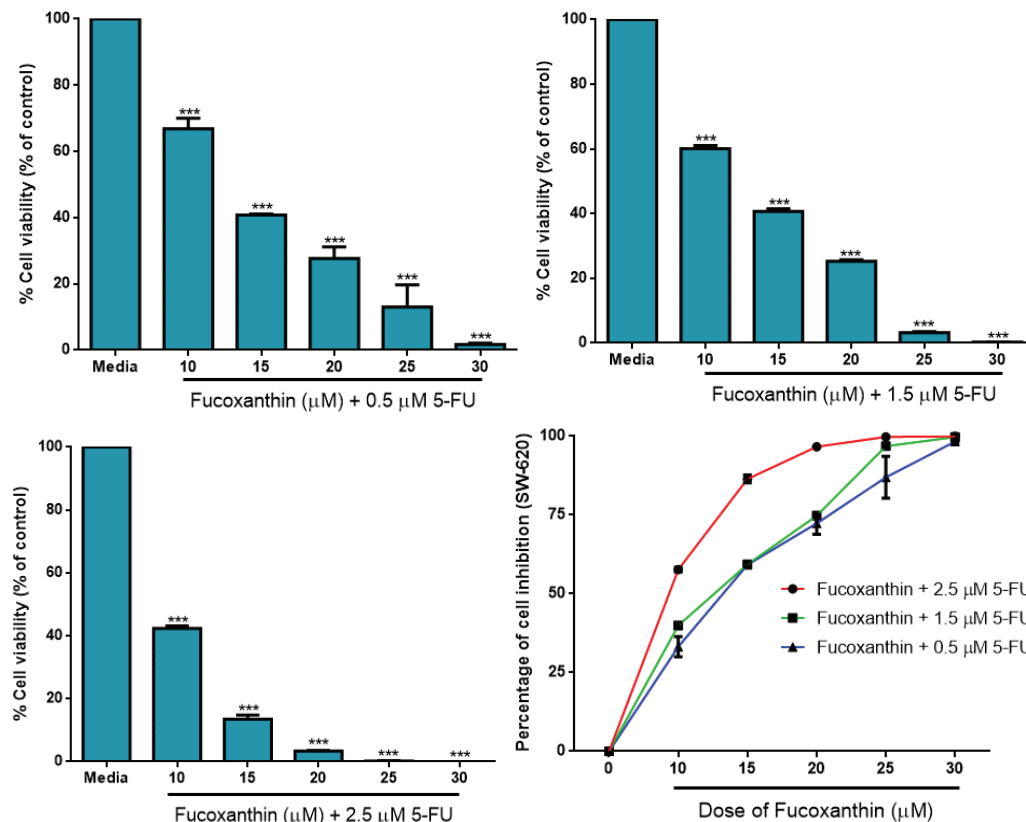 % Cell viability (% of control)
100
80
60
40
20
0
***
***
***
***
***
Media 10 15 20 25 30
Fucoxanthin (μM) + 0.5 μM 5-FU
% Cell viability (% of control)
100
80
60
40
20
0
***
***
***
***
***
Media 10 15 20 25 30
Fucoxanthin (μM) + 1.5 μM 5-FU
% Cell viability (% of control)
100
80
60
40
20
0
***
***
***
***
***
Media 10 15 20 25 30
Fucoxanthin (μM) + 2.5 μM 5-FU
Percentage of cell inhibition (SW-620)
100
75
50
25
0
Fucoxanthin + 2.5 μM 5-FU
Fucoxanthin + 1.5 μM 5-FU
Fucoxanthin + 0.5 μM 5-FU
0 10 15 20 25 30
Dose of Fucoxanthin (μM)